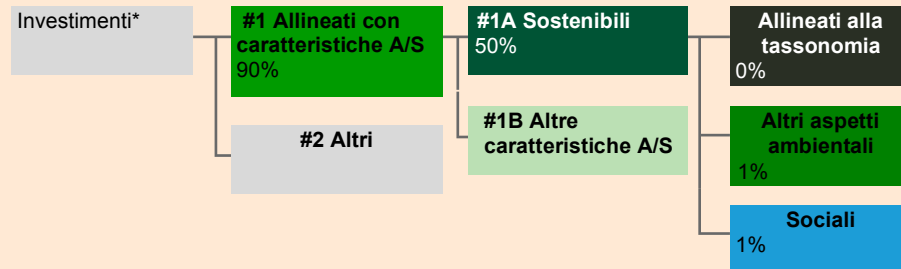 Investimenti*
#1 Allineati con
caratteristiche A/S
90%
#2 Altri
#1A Sostenibili
50%
#1B Altre
caratteristiche A/S
Allineati alla
tassonomia
0%
Altri aspetti
ambientali
1%
Sociali
1%